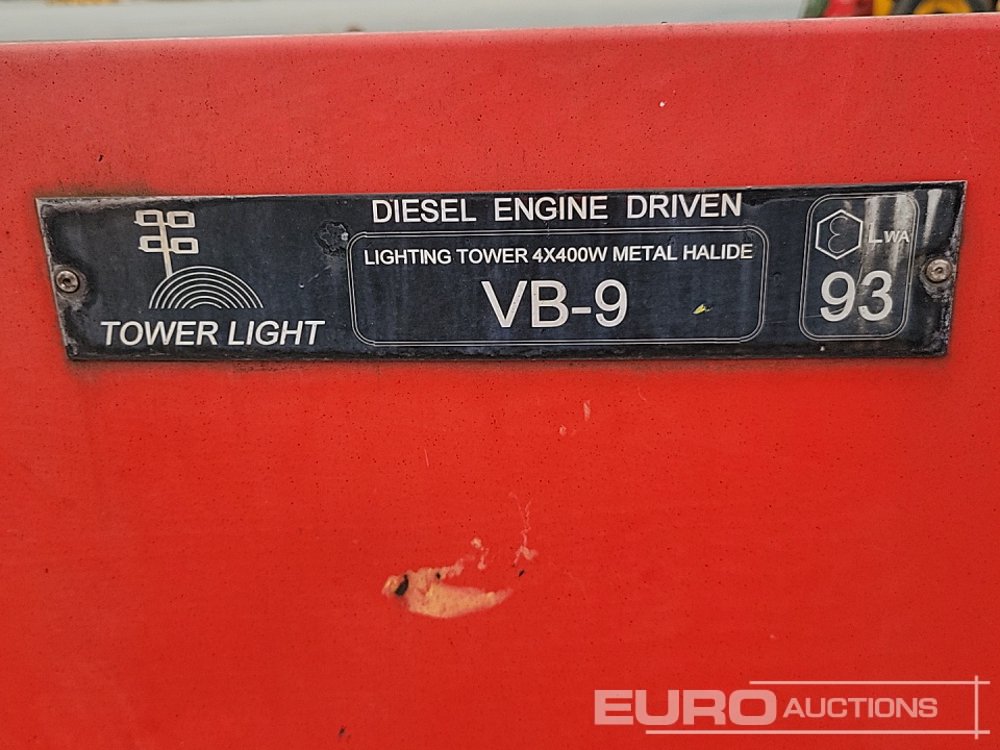 DIESEL ENGINE DRIVEN
LIGHTING TOWER 4X400W METAL HALIDE
VB-9
TOWER LIGHT
LWA
93
EURO AUCTIONS